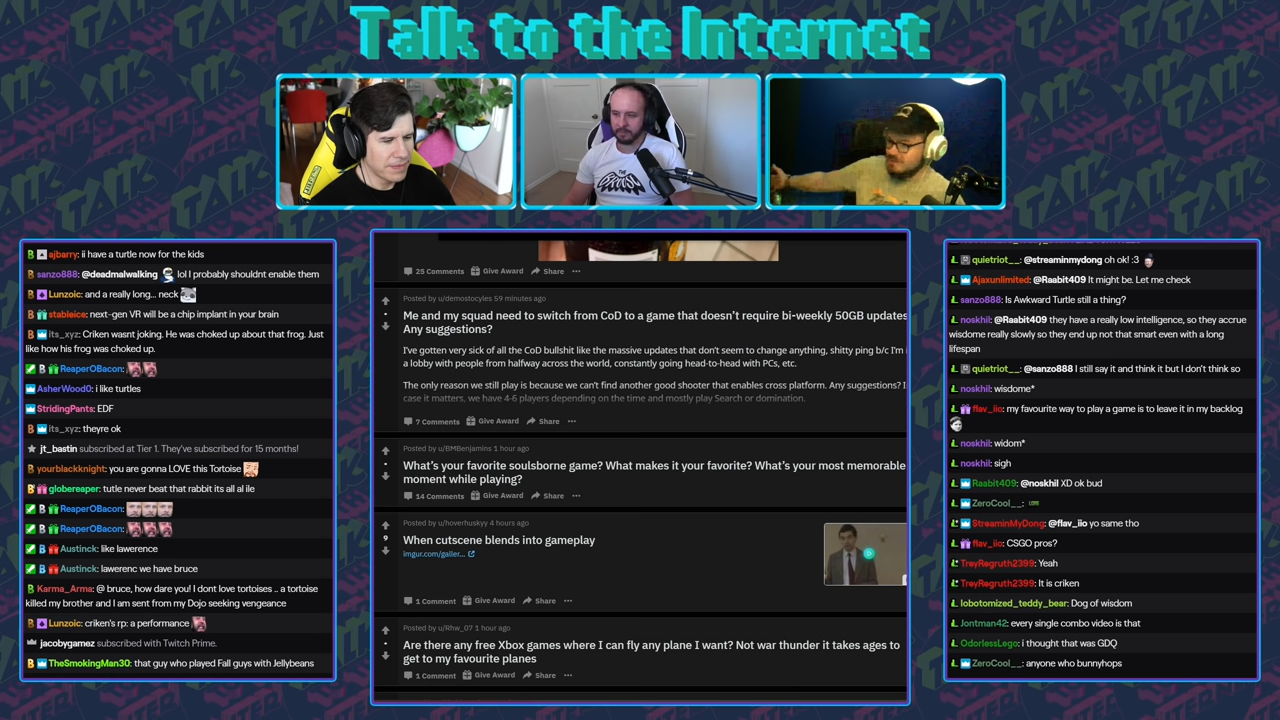 Talk to the Internet
ajbarry: ii have a turtle now for the kids
sanzo888: @deadmalwalking lol I probably shouldnt enable them
Lunzoic: and a really long... neck
stableice: next-gen VR will be a chip implant in your brain
its_xyz: Criken wasnt joking. He was choked up about that frog. Just
like how his frog was choked up.
ReaperOBacon:
AsherWood0: i like turtles
StridingPants: EDF
its_xyz: theyre ok
jt_bastin subscribed at Tier 1. They've subscribed for 15 months!
yourblackknight: you are gonna LOVE this Tortoise
globereaper: tutle never beat that rabbit its all al ile
ReaperOBacon:
ReaperOBacon:
Austinck: like lawerence
Austinck: lawerenc we have bruce
Karma_Arma: @ bruce, how dare you! I dont love tortoises .. a tortoise
killed my brother and I am sent from my Dojo seeking vengeance
Lunzoic: criken's rp: a performance
jacobygamez subscribed with Twitch Prime.
TheSmokingMan30: that guy who played Fall guys with Jellybeans
25 Comments Give Award Share
Posted by u/demostocyles 59 minutes ago
Me and my squad need to switch from CoD to a game that doesn't require bi-weekly 50GB updates
Any suggestions?
I've gotten very sick of all the CoD bullshit like the massive updates that don't seem to change anything, shitty ping b/c I'm
a lobby with people from halfway across the world, constantly going head-to-head with PCs, etc.
The only reason we still play is because we can't find another good shooter that enables cross platform. Any suggestions?
case it matters, we have 4-6 players depending on the time and mostly play Search or domination.
7 Comments Give Award Share
Posted by u/BMBenjamins 1 hour ago
What's your favorite soulsborne game? What makes it your favorite? What's your most memorable
moment while playing?
14 Comments Give Award Share
Posted by u/hoverhuskyy 4 hours ago
9
When cutscene blends into gameplay
imgur.com/galler...
1 Comment Give Award Share
Posted by u/Rhw_07 1 hour ago
Are there any free Xbox games where I can fly any plane I want? Not war thunder it takes ages to
get to my favourite planes
1 Comment Give Award Share
quietriot__: @streaminmydong oh ok! :3
Ajaxunlimited: @Raabit409 It might be. Let me check
sanzo888: Is Awkward Turtle still a thing?
noskhil: @Raabit409 they have a really low intelligence, so they accrue
wisdome really slowly so they end up not that smart even with a long
lifespan
quietriot__: @sanzo888 I still say it and think it but I don't think so
noskhil: wisdome*
flav_iio: my favourite way to play a game is to leave it in my backlog
noskhil: widom*
noskhil: sigh
Raabit409: @noskhil XD ok bud
ZeroCool__:
StreaminMyDong: @flav_iio yo same tho
flav_iio: CSGO pros?
TreyRegruth2399: Yeah
TreyRegruth2399: It is criken
lobotomized_teddy_bear: Dog of wisdom
Jontman42: every single combo video is that
OdorlessLego: i thought that was GDQ
ZeroCool__: anyone who bunnyhops